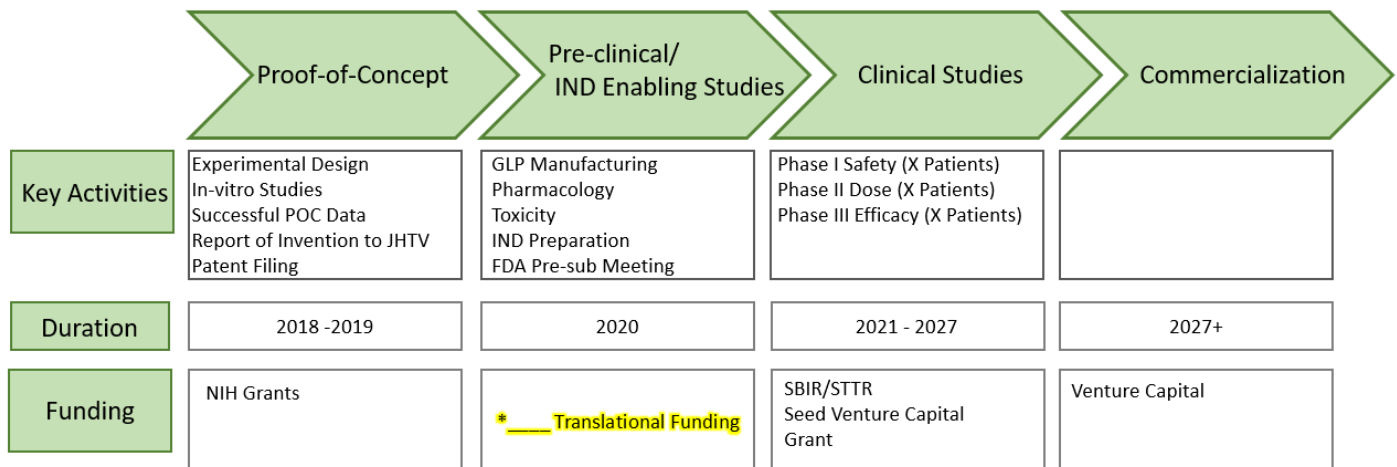 Proof-of-Concept
Pre-clinical/
IND Enabling Studies
Clinical Studies
Commercialization
Key Activities
Experimental Design
In-vitro Studies
Successful POC Data
Report of Invention to JHTV
Patent Filing
GLP Manufacturing
Pharmacology
Toxicity
IND Preparation
FDA Pre-sub Meeting
Phase I Safety (X Patients)
Phase II Dose (X Patients)
Phase III Efficacy (X Patients)
Duration
2018 -2019
2020
2021 - 2027
2027+
Funding
NIH Grants
*____ Translational Funding
SBIR/STTR
Seed Venture Capital
Grant
Venture Capital